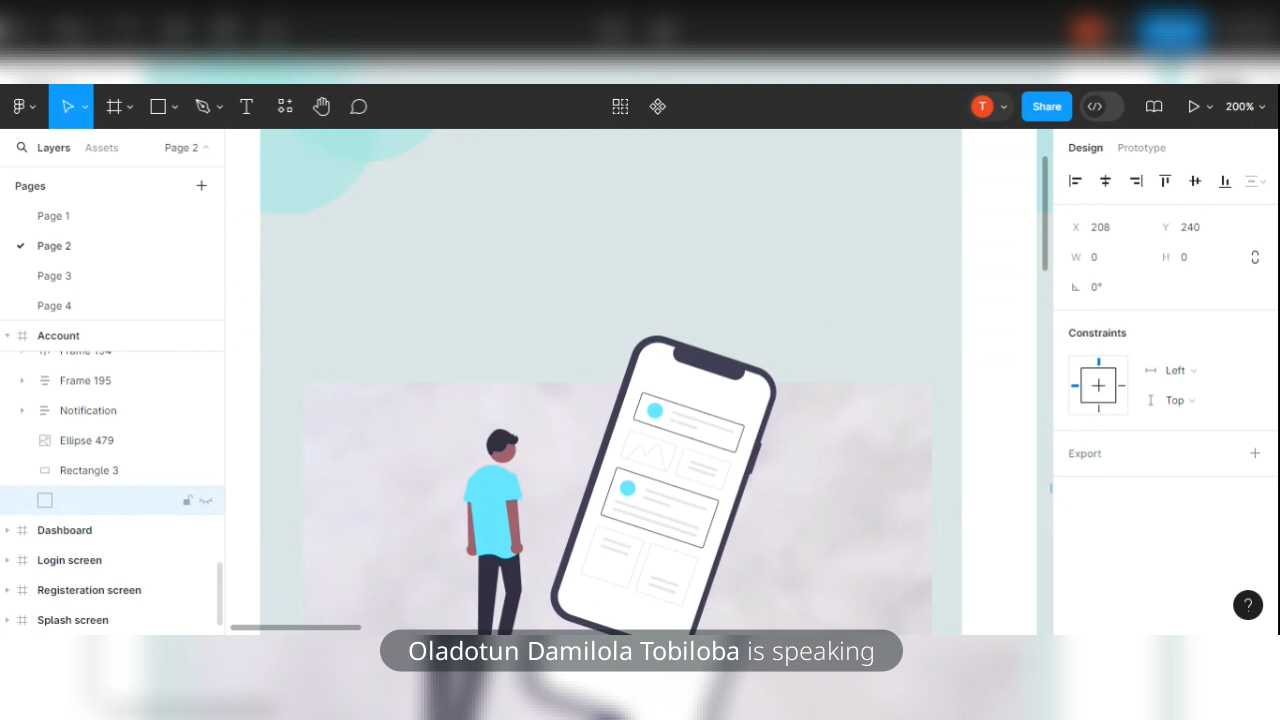 T
Share
200%
Layers
Assets
Page 2
Design
Prototype
Pages
Page 1
Page 2
Page 3
Page 4
X 208
Y 240
W 0
H 0
0°
Account
Frame 194
Frame 195
Notification
Ellipse 479
Rectangle 3
Dashboard
Login screen
Registeration screen
Splash screen
Constraints
Left
Top
Export
?
Oladotun Damilola Tobiloba is speaking